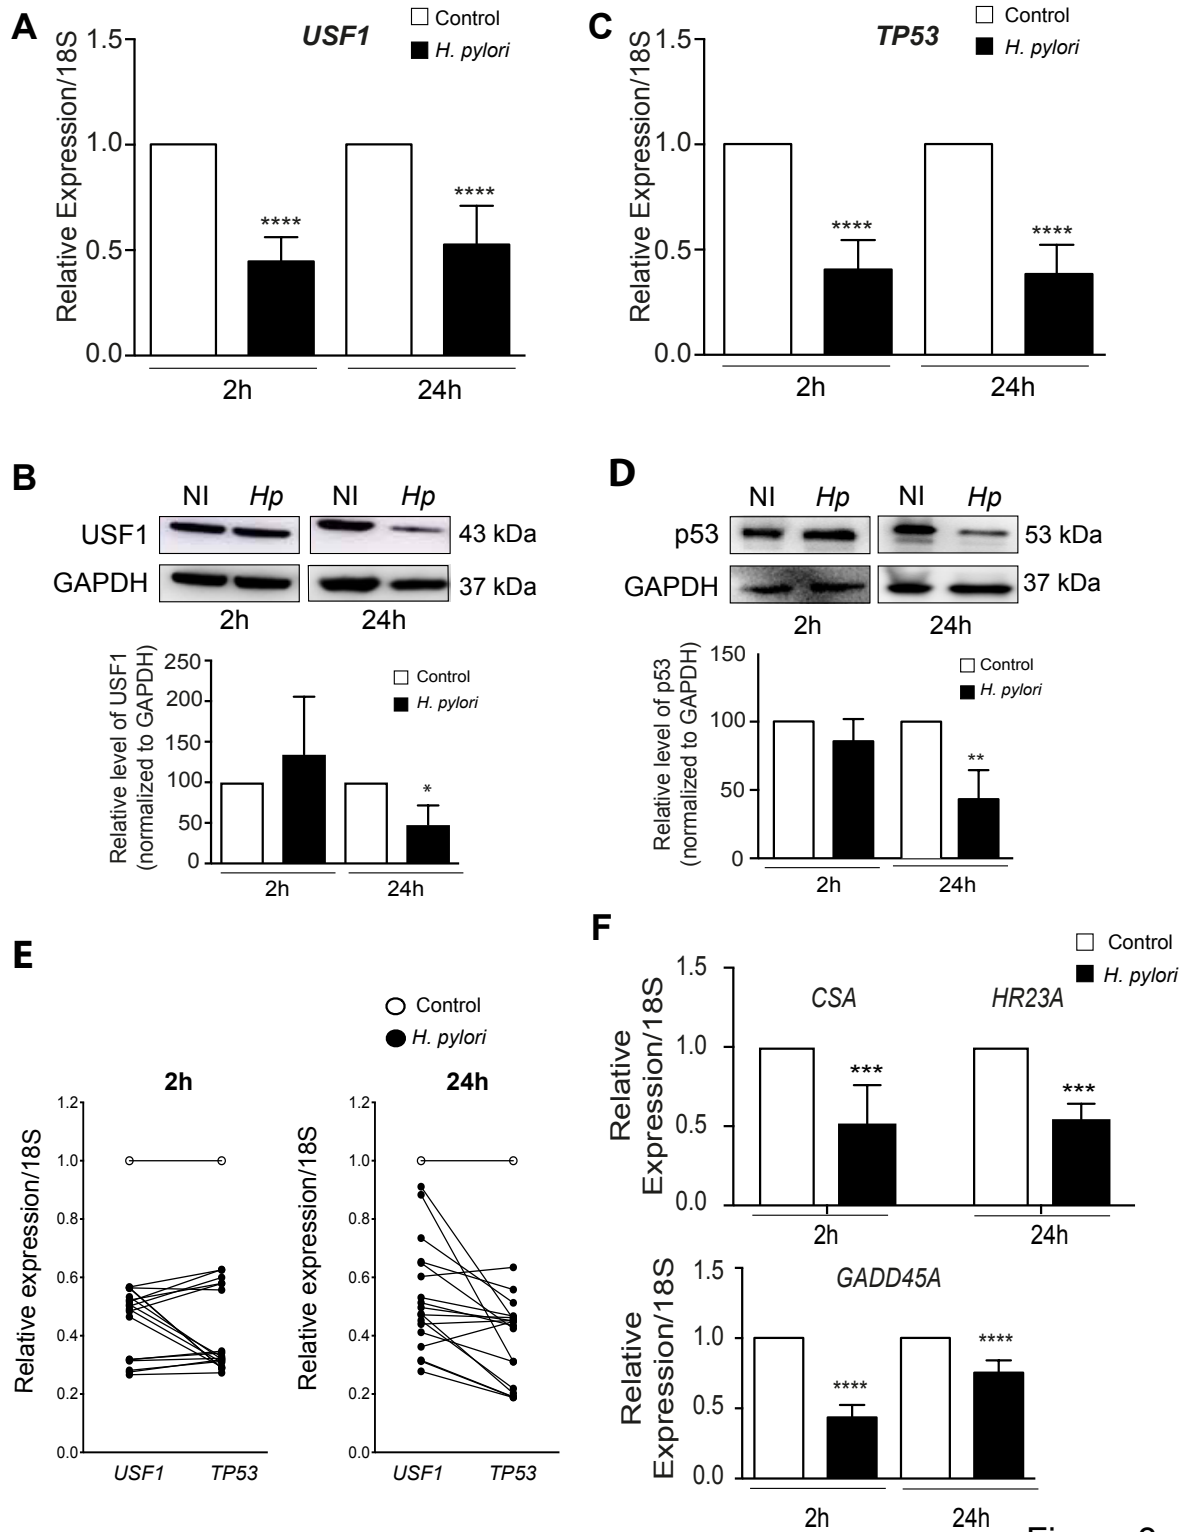 A
USF1
Control
H. pylori
Relative Expression/18S
1.5
1.0
0.5
0.0
****
****
2h
24h
C
TP53
Control
H. pylori
Relative Expression/18S
1.5
1.0
0.5
0.0
****
****
2h
24h
B
NI Hp NI Hp
USF1 43 kDa
GAPDH 37 kDa
2h 24h
Relative level of USF1
(normalized to GAPDH)
250
200
150
100
50
0
Control
H. pylori
*
2h
24h
D
NI Hp NI Hp
p53 53 kDa
GAPDH 37 kDa
2h 24h
Relative level of p53
(normalized to GAPDH)
150
100
50
0
Control
H. pylori
**
2h
24h
E
Control
H. pylori
2h
Relative expression/18S
1.2
1.0
0.8
0.6
0.4
0.2
0.0
USF1 TP53
24h
Relative expression/18S
1.2
1.0
0.8
0.6
0.4
0.2
0.0
USF1 TP53
F
Control
H. pylori
Relative
Expression/18S
1.5
1.0
0.5
0.0
CSA HR23A
***
***
2h 24h
Relative
Expression/18S
1.5
1.0
0.5
0.0
GADD45A
****
****
2h 24h